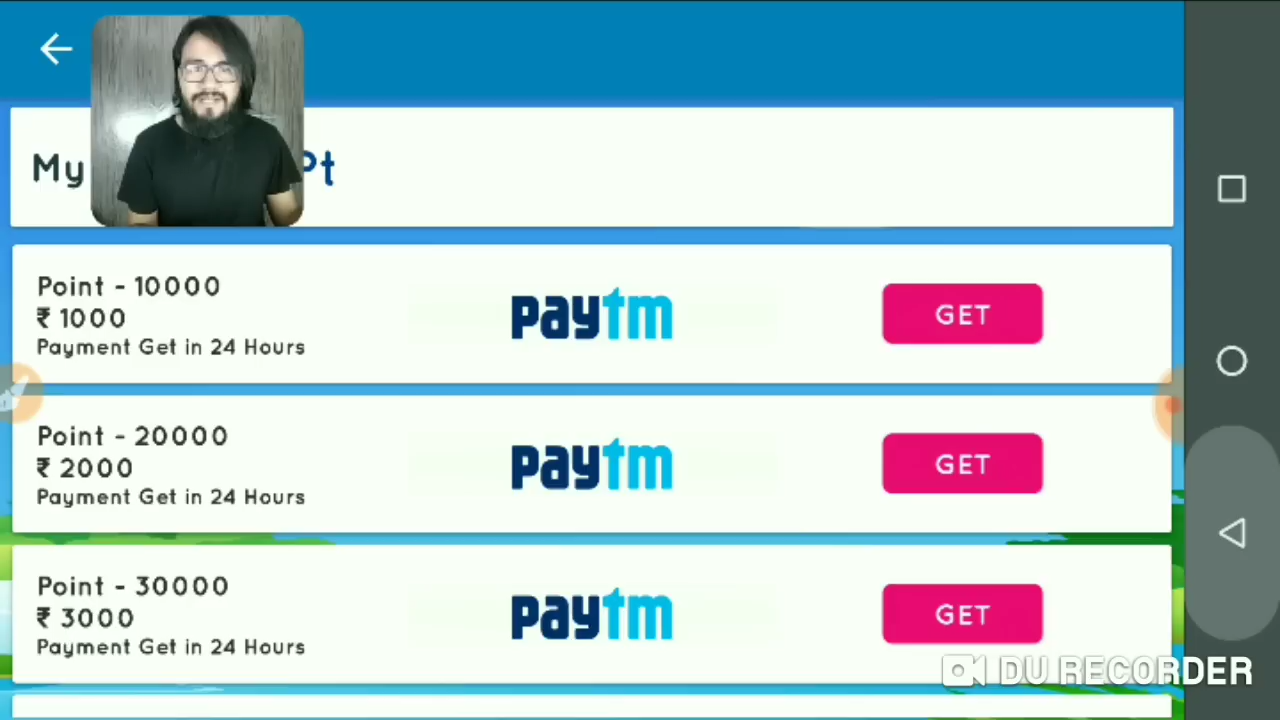 My
Pt
Point - 10000
₹ 1000
Payment Get in 24 Hours
paytm
GET
Point - 20000
₹ 2000
Payment Get in 24 Hours
paytm
GET
Point - 30000
₹ 3000
Payment Get in 24 Hours
paytm
GET
DU RECORDER